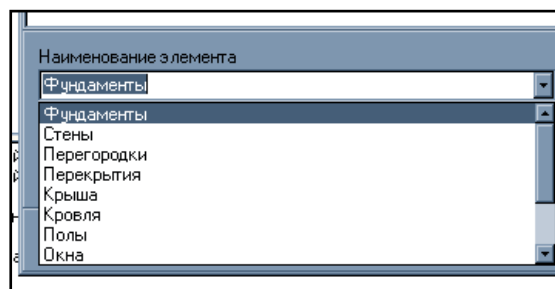 Наименование элемента
Фундаменты
Фундаменты
Стены
Перегородки
Перекрытия
Крыша
Кровля
Полы
Окна